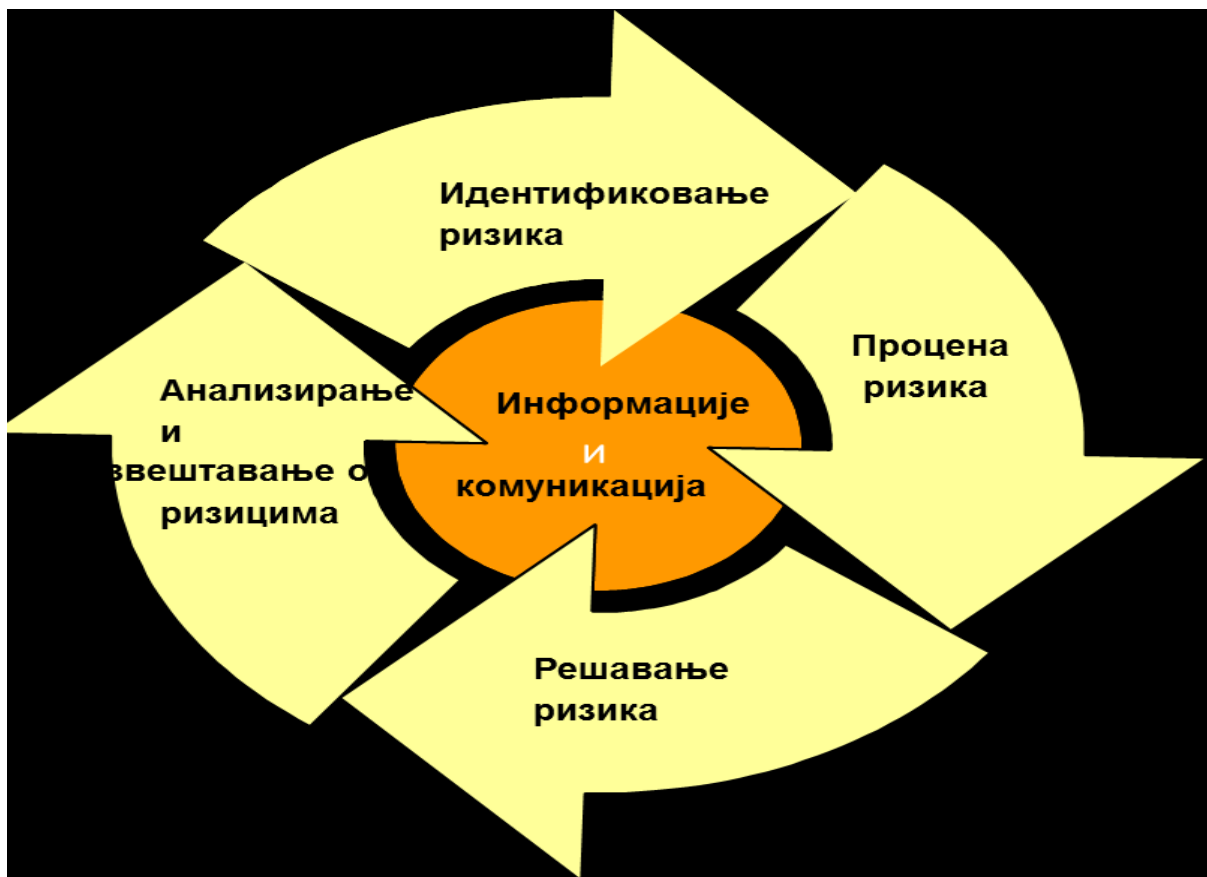 Идентификовање
ризика
Процена
ризика
Анализирање
и
звештавање о
ризицима
Информације
и
комуникација
Решавање
ризика